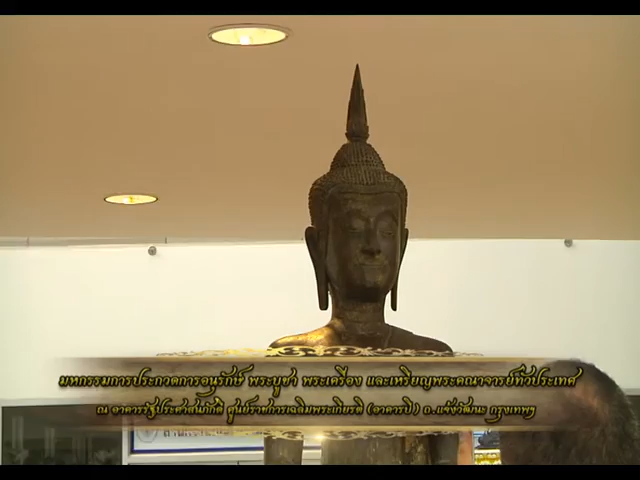 มหกรรมการประกวดการอนุรักษ์ พระบูชา พระเครื่อง และเหรียญพระคณาจารย์ทั่วประเทศ
ณ อาคารรัฐประศาสนภักดี ศูนย์ราชการเฉลิมพระเกียรติ (อาคารบี) ถ.แจ้งวัฒนะ กรุงเทพฯ